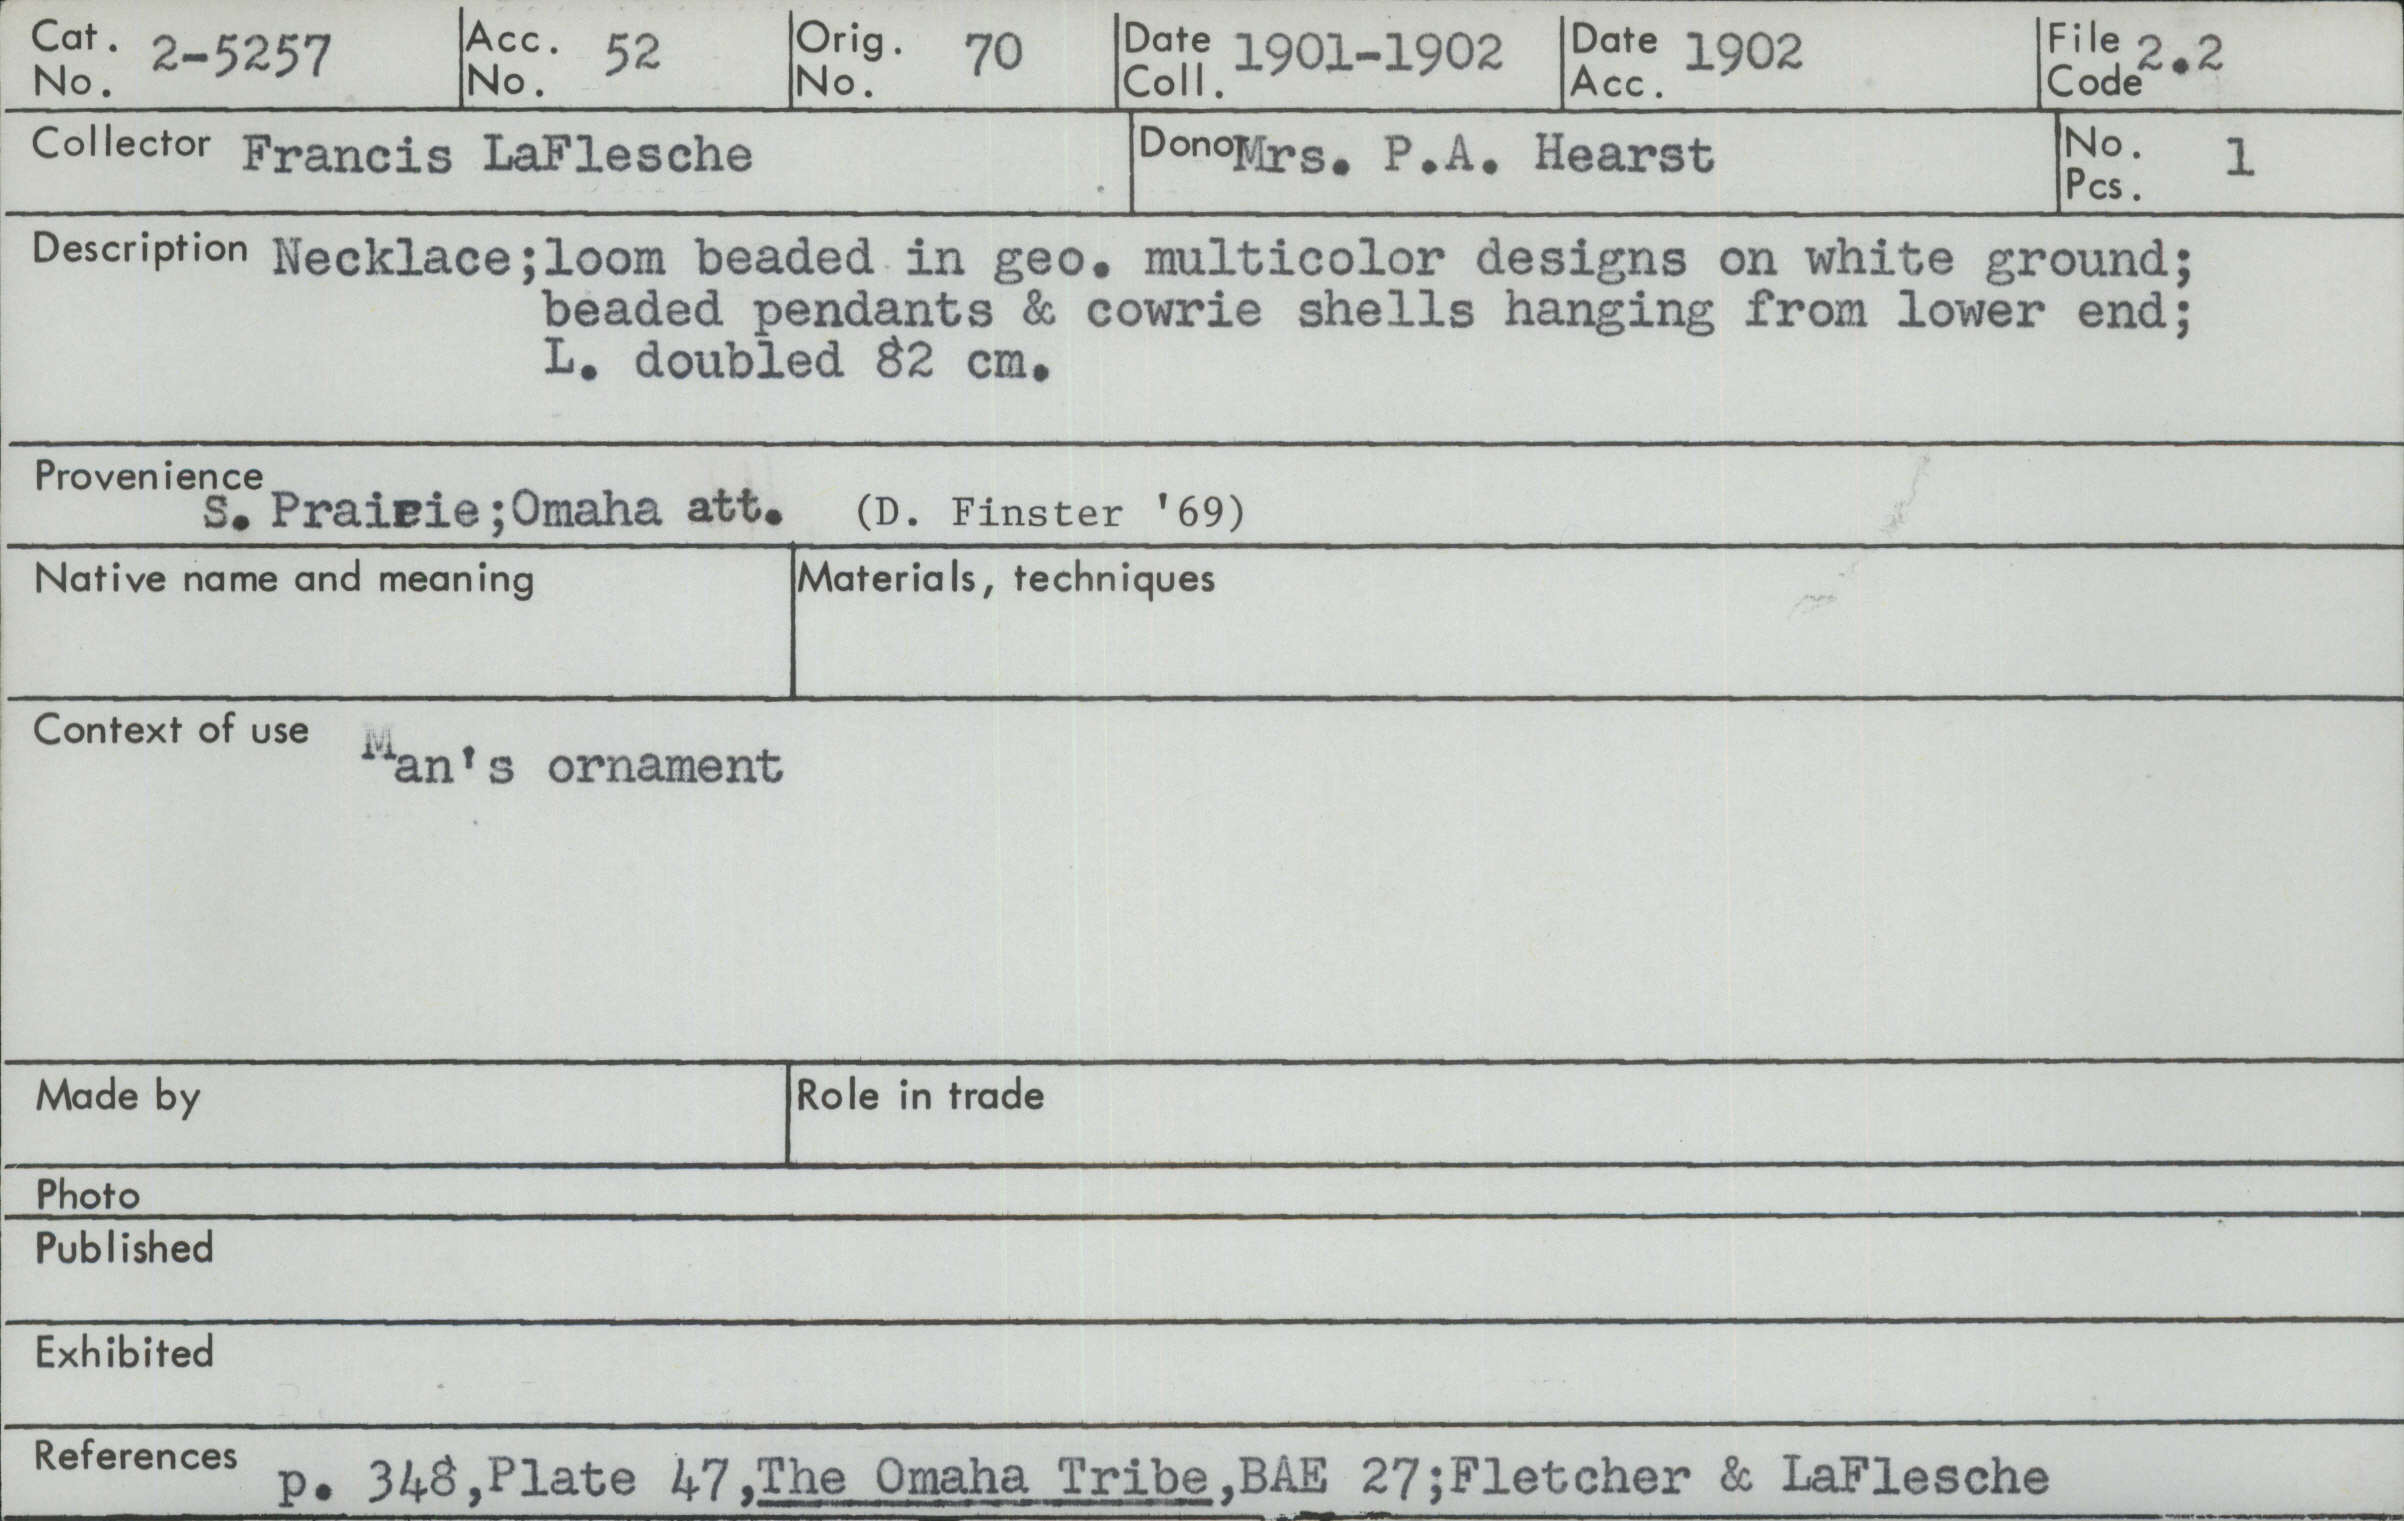 Cat. No. 2-5257 Acc. No. 52 Orig. No. 70 Date Coll. 1901-1902 Date Acc. 1902 File Code 2.2
Collector Francis LaFlesche Dono Mrs. P.A. Hearst No. Pcs. 1
Description Necklace;loom beaded in geo. multicolor designs on white ground;
beaded pendants & cowrie shells hanging from lower end;
L. doubled 82 cm.
Provenience
S. Prairie;Omaha att. (D. Finster '69)
Native name and meaning Materials, techniques
Context of use Man's ornament
Made by Role in trade
Photo
Published
Exhibited
References p. 348,Plate 47,The Omaha Tribe,BAE 27;Fletcher & LaFlesche